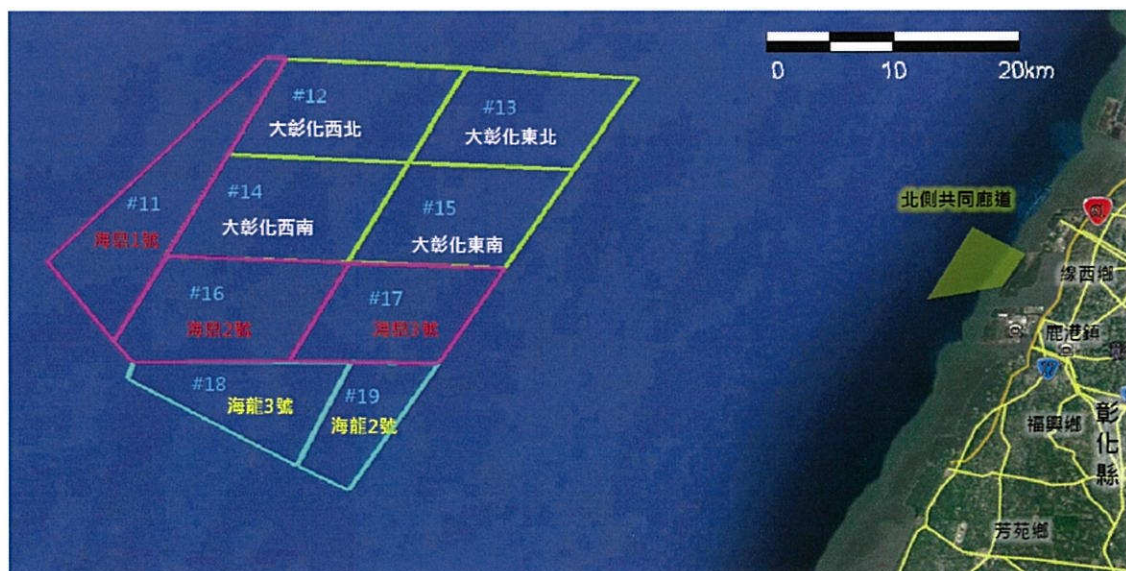 0 10 20km
#12
大彰化西北
#13
大彰化東北
#11
海鼎1號
#14
大彰化西南
#15
大彰化東南
北側共同廊道
#16
海鼎2號
#17
海鼎3號
線西鄉
鹿港鎮
#18
海龍3號
#19
海龍2號
福興鄉
彰化縣
芳苑鄉